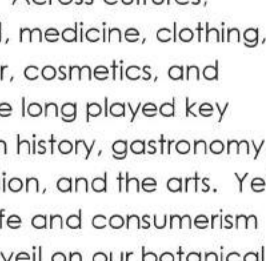 Across cultures,
, medicine, clothing,
r, cosmetics, and
e long played key
history, gastronomy,
ion, and the arts. Ye
fe and consumerism
veil on our botanical